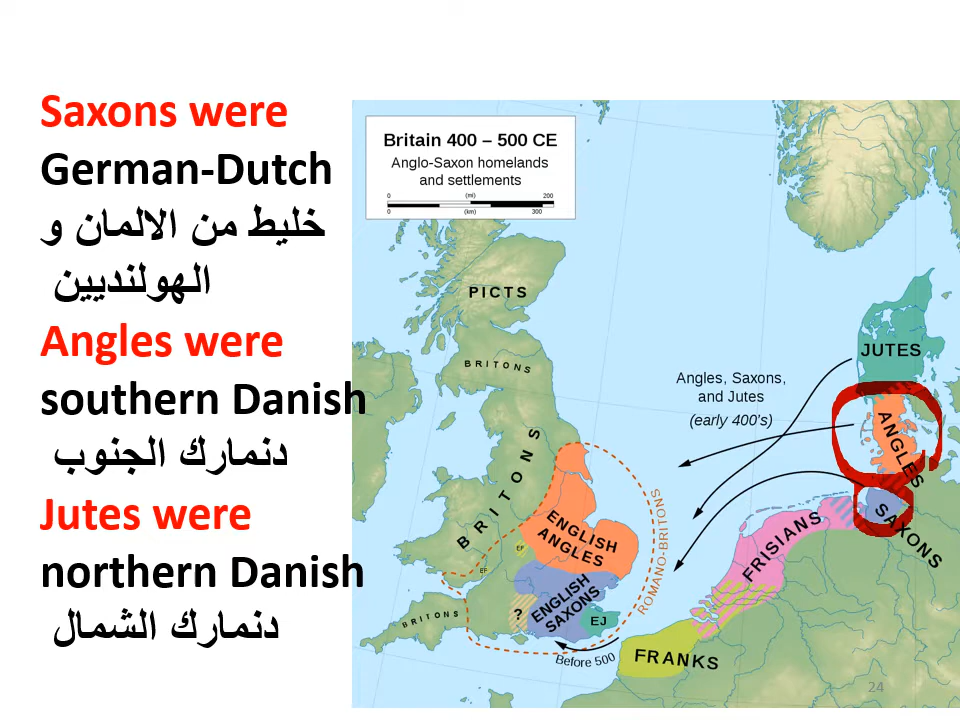 Saxons were
German-Dutch
خليط من الالمان و
الهولنديين
Angles were
southern Danish
دنمارك الجنوب
Jutes were
northern Danish
دنمارك الشمال
Britain 400 – 500 CE
Anglo-Saxon homelands
and settlements
0 (mi) 200
0 (km) 300
PICTS
BRITONS
JUTES
Angles, Saxons,
and Jutes
(early 400's)
ANGLES
SAXONS
BRITONS
ENGLISH
ANGLES
ROMANO-BRITONS
FRISIANS
EF
EF
ENGLISH
SAXONS
?
EJ
BRITONS
Before 500
FRANKS
24